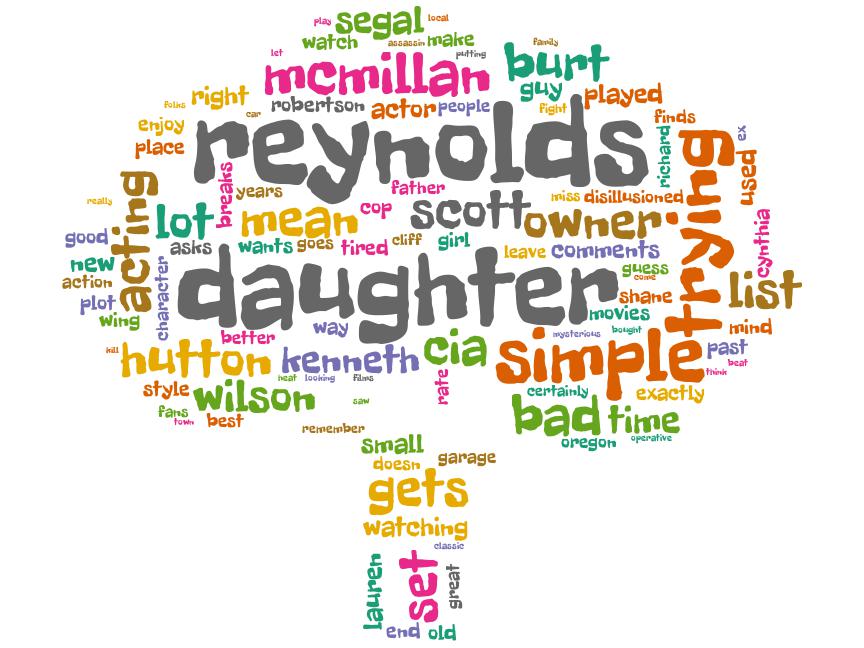 play segal local
watch assassin make
let mcmillan putting burt family
folks right robertson actor people guy played
car fight finds
enjoy reynolds richard ex
place breaks years father trying used
really acting lot mean cop scott miss disillusioned
owner cynthia
good asks wants goes tired cliff girl leave comments
new daughter guess come
action character shane list
plot movies
wing better way mysterious bought mind
kill hutton kenneth cia simple past
neat looking films rate think beat
style wilson saw certainly exactly
fans bad time
town best remember oregon operative
small
doesn garage
gets
watching
classic
lauren set great
end old